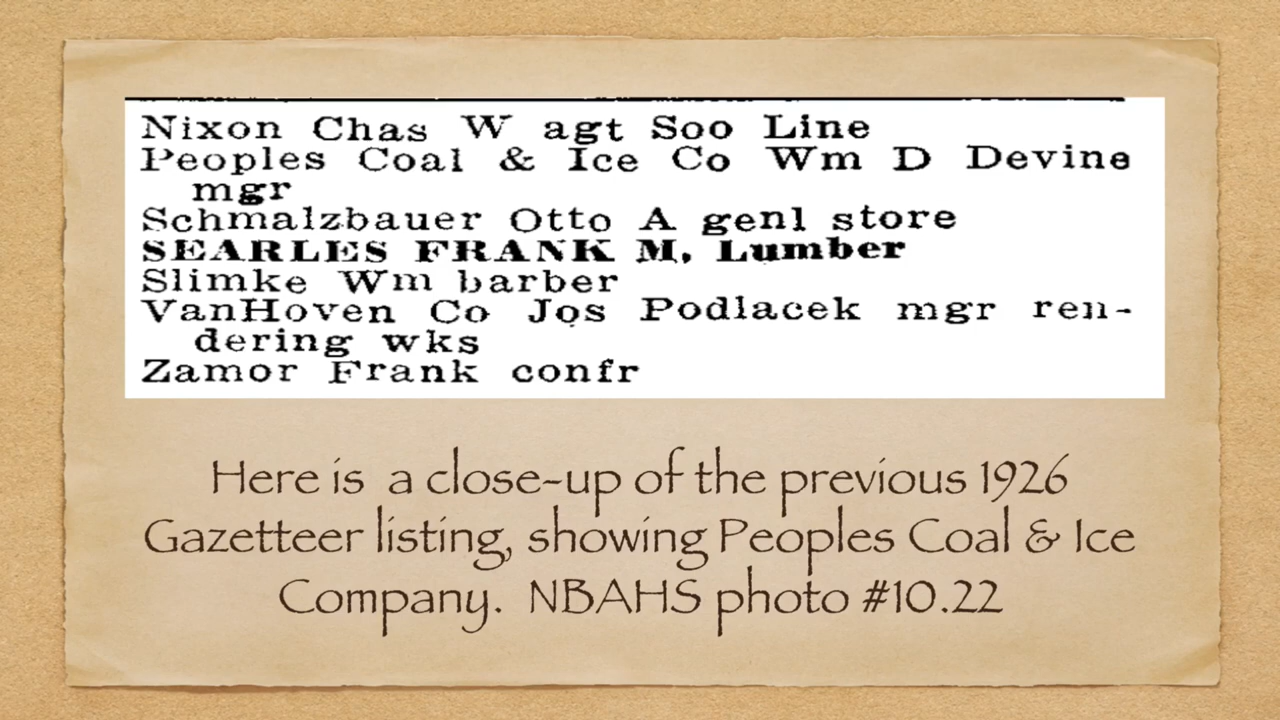 Nixon Chas W agt Soo Line
Peoples Coal & Ice Co Wm D Devine
mgr
Schmalzbauer Otto A genl store
SEARLES FRANK M, Lumber
Slimke Wm barber
VanHoven Co Jos Podlacek mgr ren-
dering wks
Zamor Frank confr
Here is a close-up of the previous 1926
Gazetteer listing, showing Peoples Coal & Ice
Company. NBAHS photo #10.22